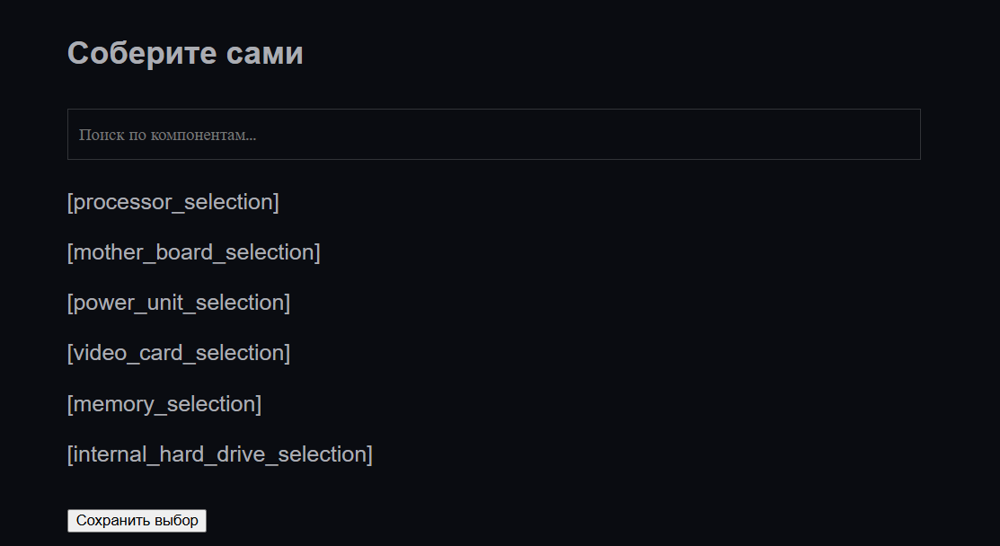 Соберите сами
Поиск по компонентам...
[processor_selection]
[mother_board_selection]
[power_unit_selection]
[video_card_selection]
[memory_selection]
[internal_hard_drive_selection]
Сохранить выбор